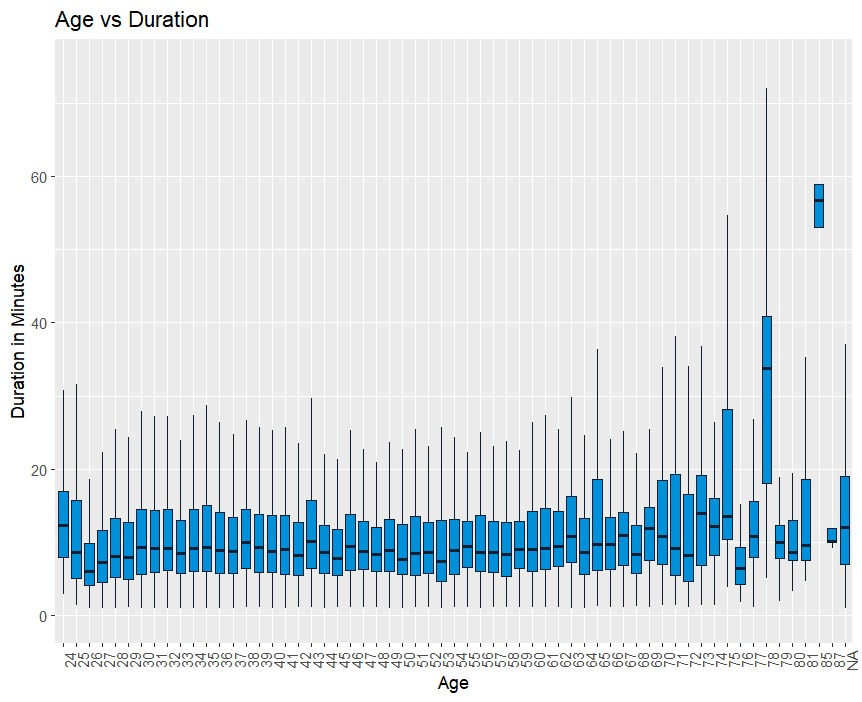 Age vs Duration
Duration in Minutes
60
40
20
0
24 25 26 27 28 29 30 31 32 33 34 35 36 37 38 39 40 41 42 43 44 45 46 47 48 49 50 51 52 53 54 55 56 57 58 59 60 61 62 63 64 65 66 67 68 69 70 71 72 73 74 75 76 77 78 79 80 81 85 87 NA
Age